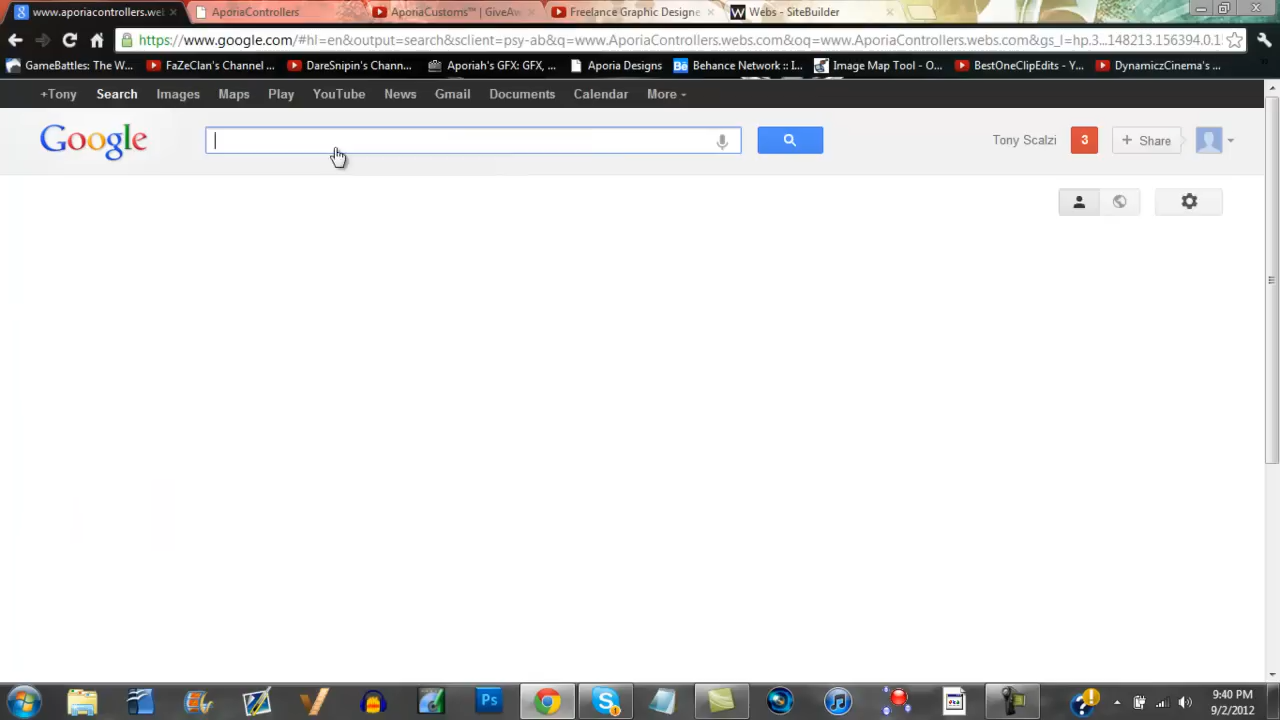 www.aporiacontrollers.we
AporiaControllers
AporiaCustoms™ | GiveAw
Freelance Graphic Designe
Webs - SiteBuilder
https://www.google.com/#hl=en&output=search&sclient=psy-ab&q=www.AporiaControllers.webs.com&oq=www.AporiaControllers.webs.com&gs_l=hp.3...148213.156394.0.1
GameBattles: The W...
FaZeClan's Channel ...
DareSnipin's Chann...
Aporiah's GFX: GFX, ...
Aporia Designs
Behance Network :: I...
Image Map Tool - O...
BestOneClipEdits - Y...
DynamiczCinema's ...
+Tony Search Images Maps Play YouTube News Gmail Documents Calendar More
Google
Tony Scalzi 3 + Share
9:40 PM
9/2/2012